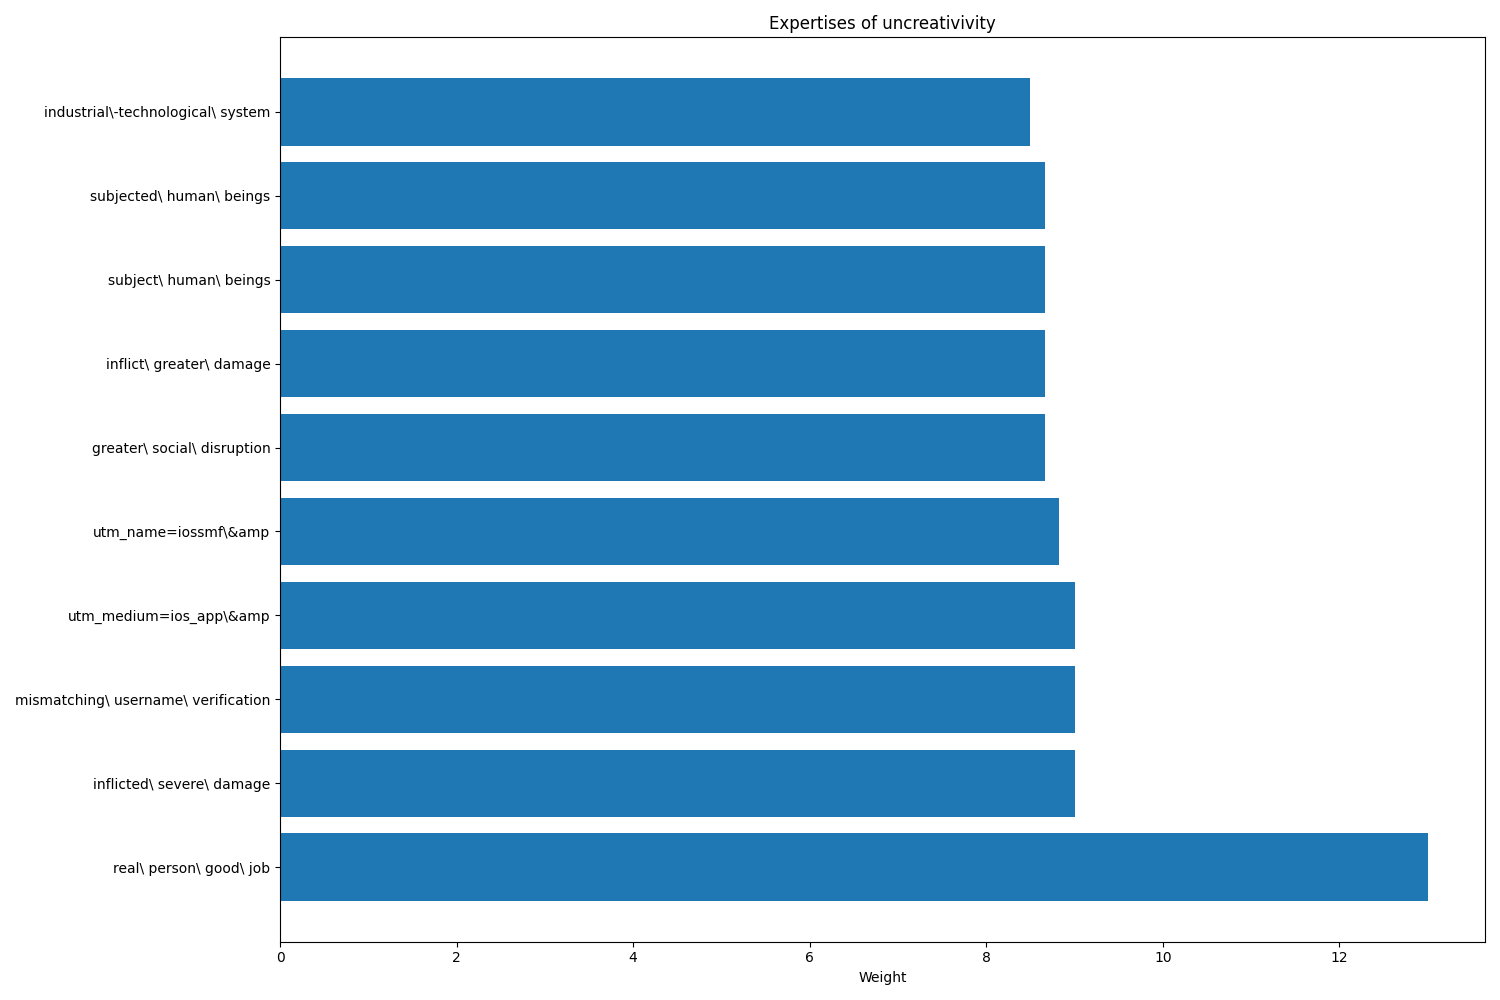 Expertises of uncreativivity
industrial\-technological\ system
subjected\ human\ beings
subject\ human\ beings
inflict\ greater\ damage
greater\ social\ disruption
utm_name=iossmf\&amp
utm_medium=ios_app\&amp
mismatching\ username\ verification
inflicted\ severe\ damage
real\ person\ good\ job
0 2 4 6 8 10 12
Weight